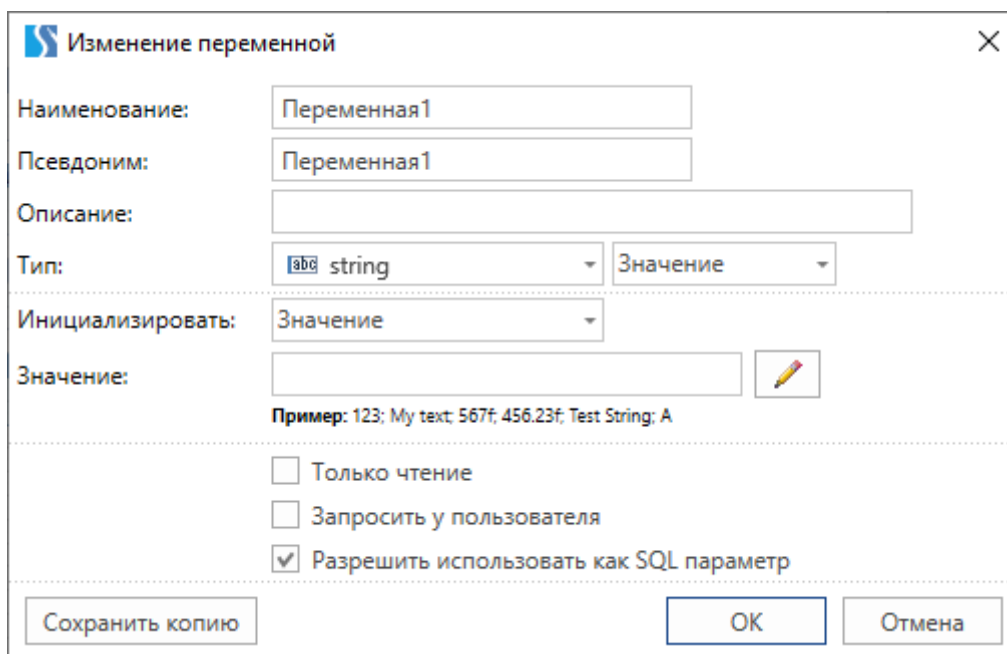 Изменение переменной
Наименование: Переменная1
Псевдоним: Переменная1
Описание:
Тип: abc string Значение
Инициализировать: Значение
Значение:
Пример: 123; My text; 567f; 456.23f; Test String; A
Только чтение
Запросить у пользователя
Разрешить использовать как SQL параметр
Сохранить копию OK Отмена